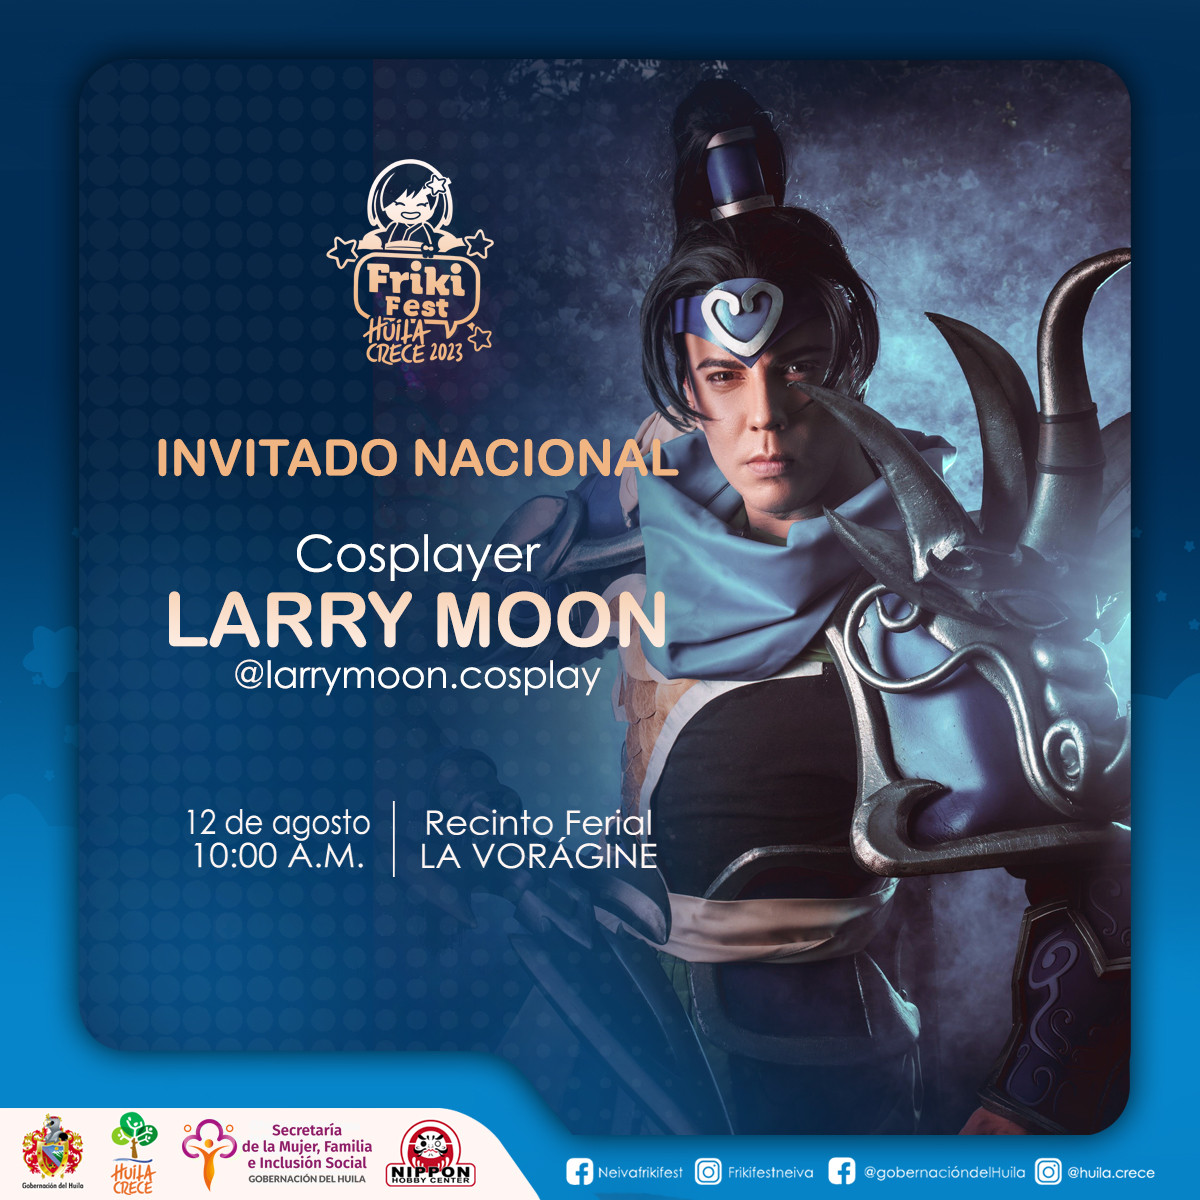 Friki
Fest
HUILA
CRECE 2023
INVITADO NACIONAL
Cosplayer
LARRY MOON
@larrymoon.cosplay
12 de agosto
10:00 A.M.
Recinto Ferial
LA VORÁGINE
Gobernación del Huila
HUILA
CRECE
Secretaría
de la Mujer, Familia
e Inclusión Social
GOBERNACIÓN DEL HUILA
NIPPON
HOBBY CENTER
Neivafrikifest
Frikifestneiva
@gobernacióndelHuila
@huila.crece